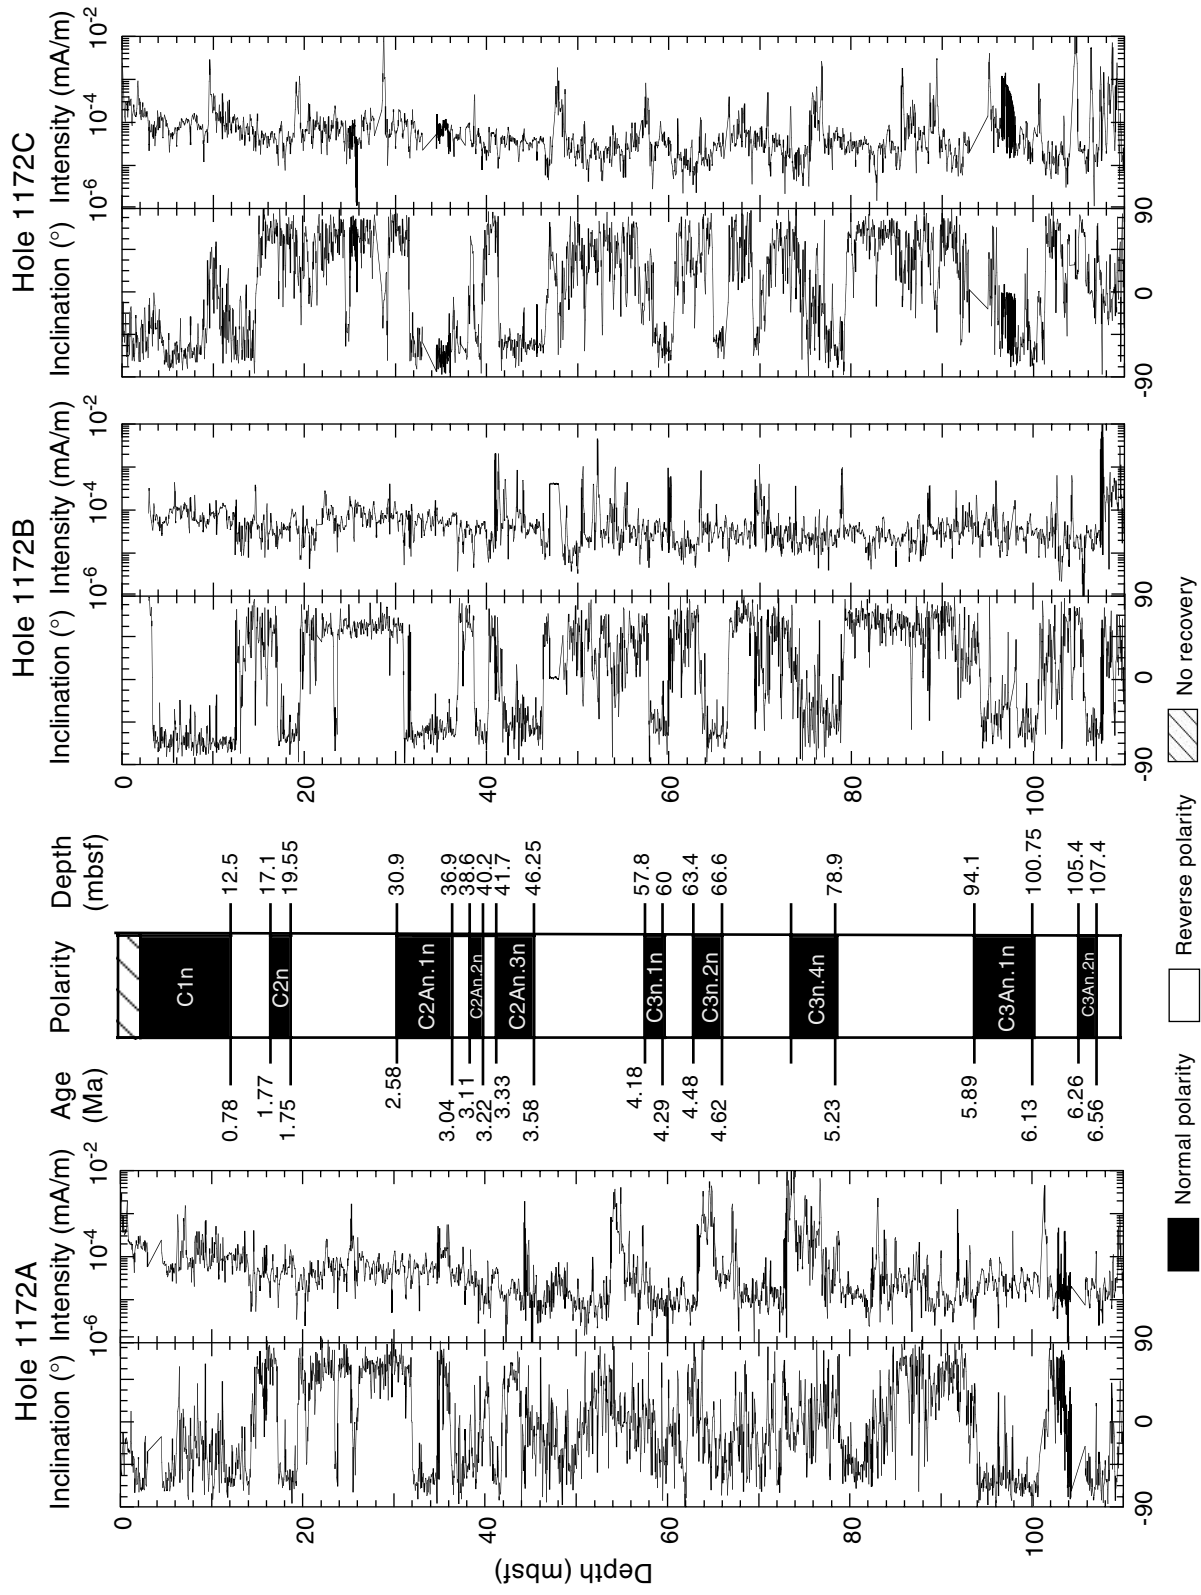 Hole 1172A
Inclination (°)
Intensity (mA/m)
10-6
10-4
10-2
-90
0
90
0
20
40
60
80
100
Depth (mbsf)
Age
(Ma)
0.78
1.77
1.75
2.58
3.04
3.11
3.22
3.33
3.58
4.18
4.29
4.48
4.62
5.23
5.89
6.13
6.26
6.56
Polarity
C1n
C2n
C2An.1n
C2An.2n
C2An.3n
C3n.1n
C3n.2n
C3n.4n
C3An.1n
C3An.2n
Depth
(mbsf)
12.5
17.1
19.55
30.9
36.9
38.6
40.2
41.7
46.25
57.8
60
63.4
66.6
78.9
94.1
100.75
105.4
107.4
Hole 1172B
Inclination (°)
Intensity (mA/m)
10-6
10-4
10-2
0
20
40
60
80
100
-90
0
90
Hole 1172C
Inclination (°)
Intensity (mA/m)
10-6
10-4
10-2
-90
0
90
Normal polarity
Reverse polarity
No recovery